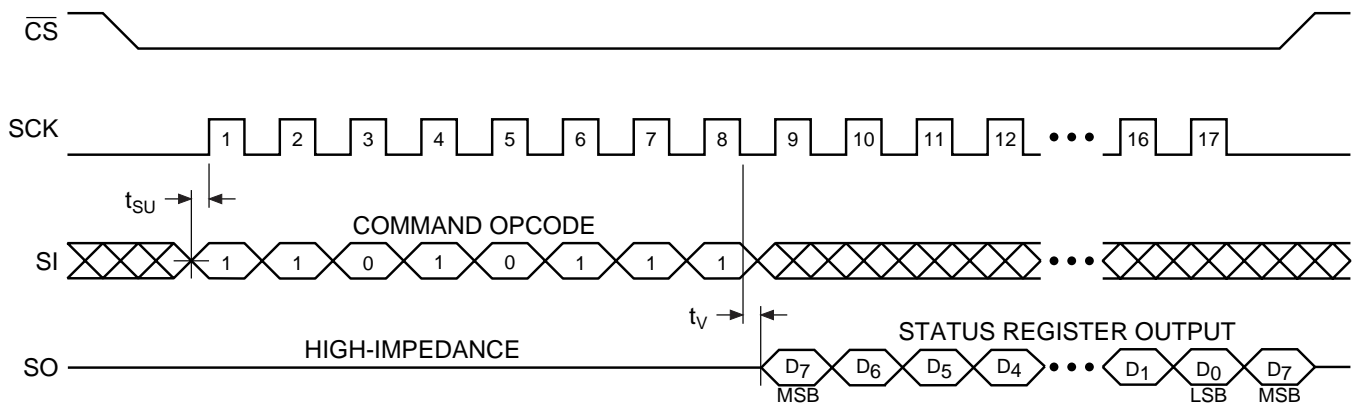 CS
SCK 1 2 3 4 5 6 7 8 9 10 11 12 ••• 16 17
tSU
COMMAND OPCODE
SI 1 1 0 1 0 1 1 1 •••
tV
STATUS REGISTER OUTPUT
HIGH-IMPEDANCE
SO D7 D6 D5 D4 ••• D1 D0 D7
MSB LSB MSB